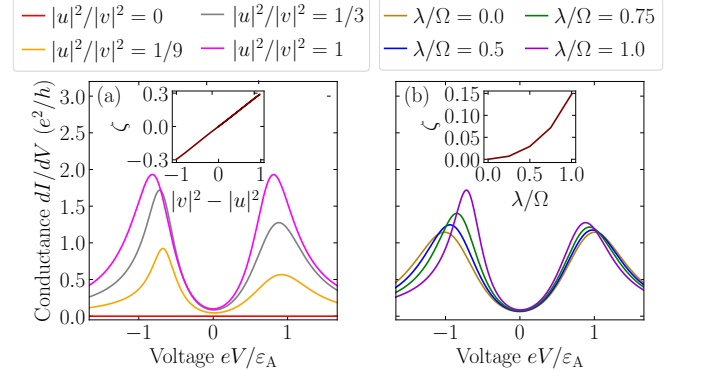 |u|²/|v|² = 0
|u|²/|v|² = 1/3
|u|²/|v|² = 1/9
|u|²/|v|² = 1
λ/Ω = 0.0
λ/Ω = 0.75
λ/Ω = 0.5
λ/Ω = 1.0
Conductance dI/dV (e²/h)
3.0
2.5
2.0
1.5
1.0
0.5
0.0
(a)
ζ
0.3
0.0
−0.3
−1 0 1
|v|² − |u|²
−1 0 1
Voltage eV/ε_A
(b)
ζ
0.15
0.10
0.05
0.00
0.0 0.5 1.0
λ/Ω
−1 0 1
Voltage eV/ε_A